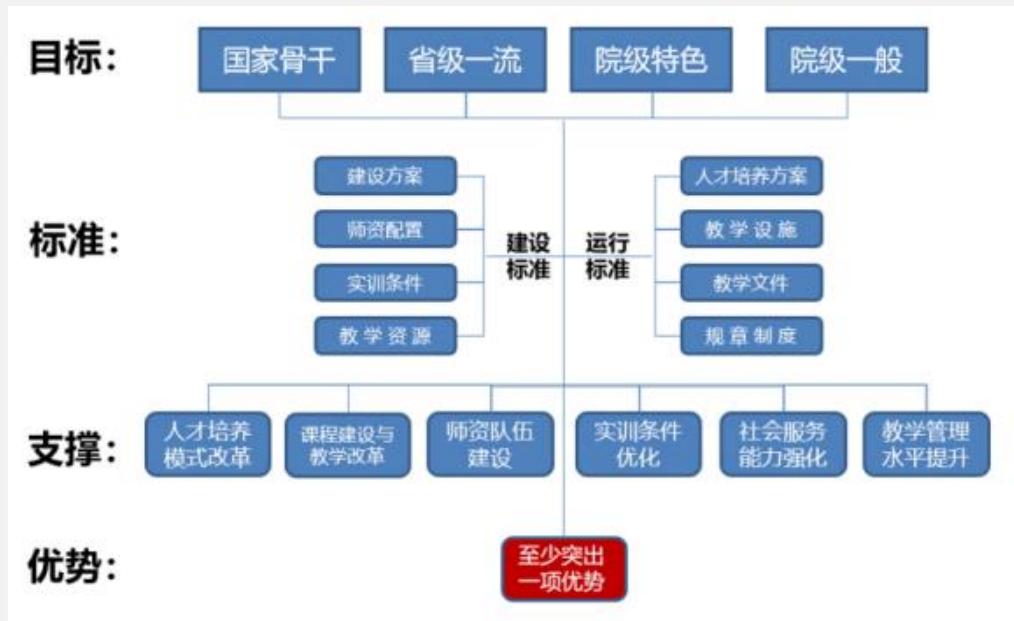 目标：
国家骨干
省级一流
院级特色
院级一般
标准：
建设方案
师资配置
实训条件
教 学 资 源
建设
标准
运行
标准
人才培养方案
教 学 设 施
教学文件
规 章 制 度
支撑：
人才培养
模式改革
课程建设与
教学改革
师资队伍
建设
实训条件
优化
社会服务
能力强化
教学管理
水平提升
优势：
至少突出
一项优势